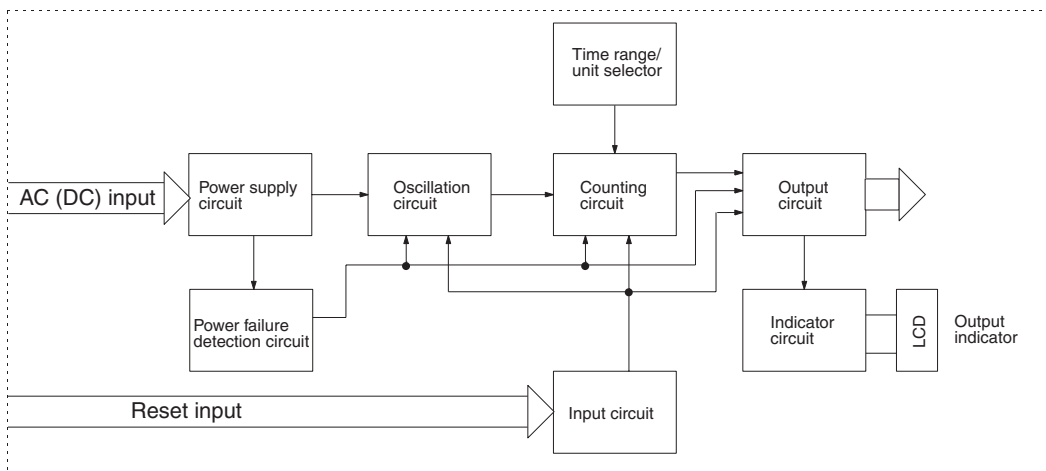 Time range/
unit selector
AC (DC) input
Power supply
circuit
Oscillation
circuit
Counting
circuit
Output
circuit
Power failure
detection circuit
Indicator
circuit
LCD
Output
indicator
Reset input
Input circuit